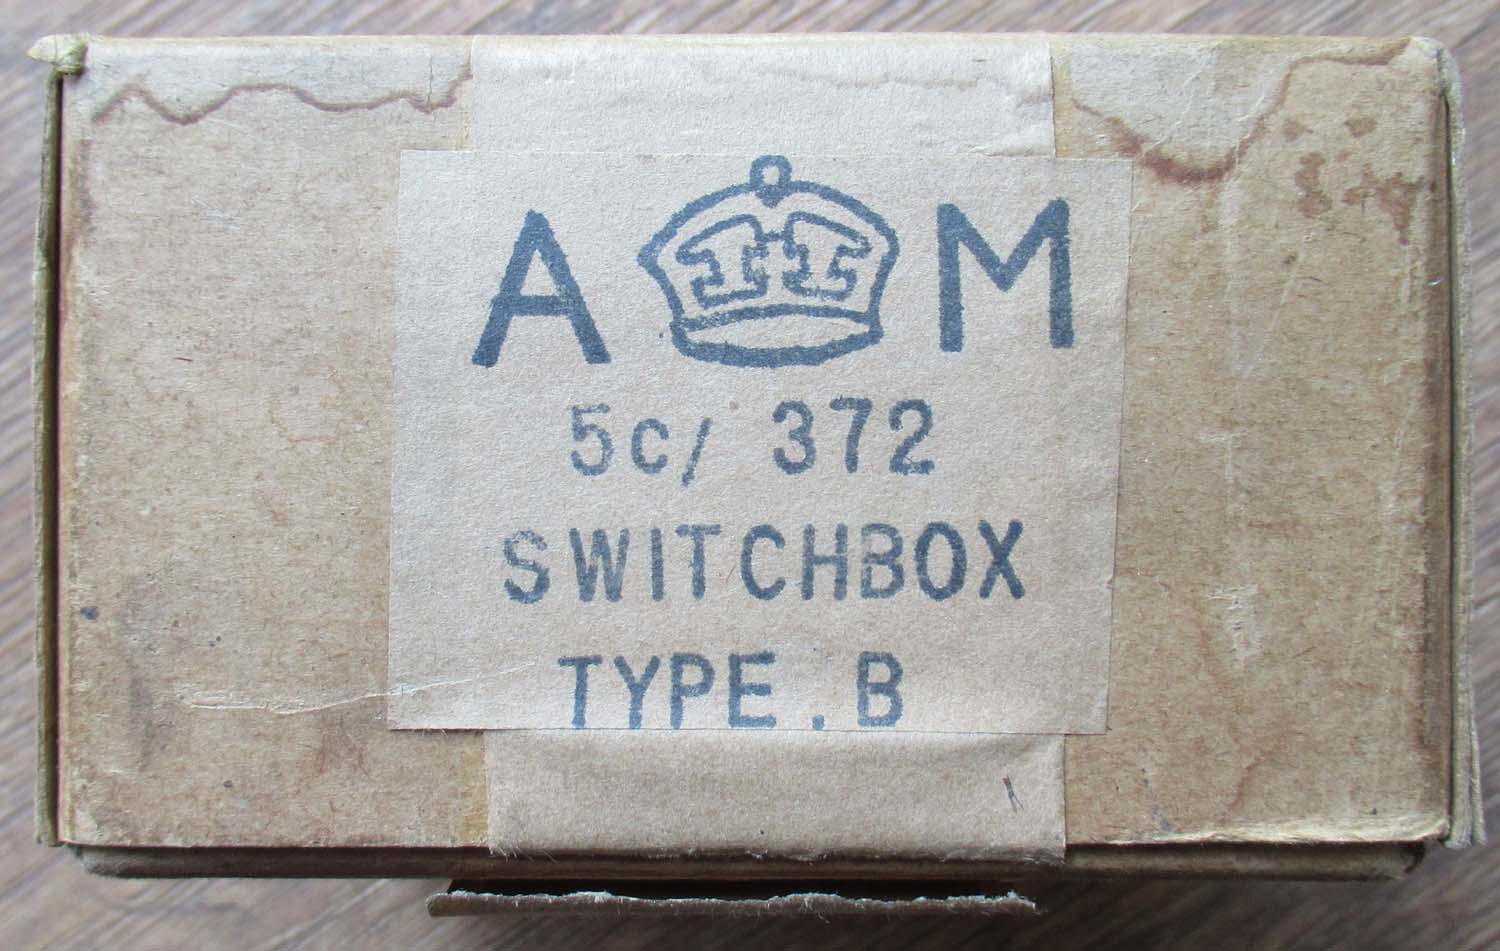 A M
5c/ 372
SWITCHBOX
TYPE. B